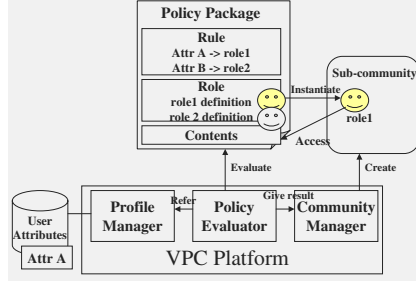 Policy Package
Rule
Attr A -> role1
Attr B -> role2
Role
role1 definition
role 2 definition
Contents
Sub-community
Instantiate
role1
Access
Evaluate
Create
User
Attributes
Attr A
Profile
Manager
Refer
Policy
Evaluator
Give result
Community
Manager
VPC Platform